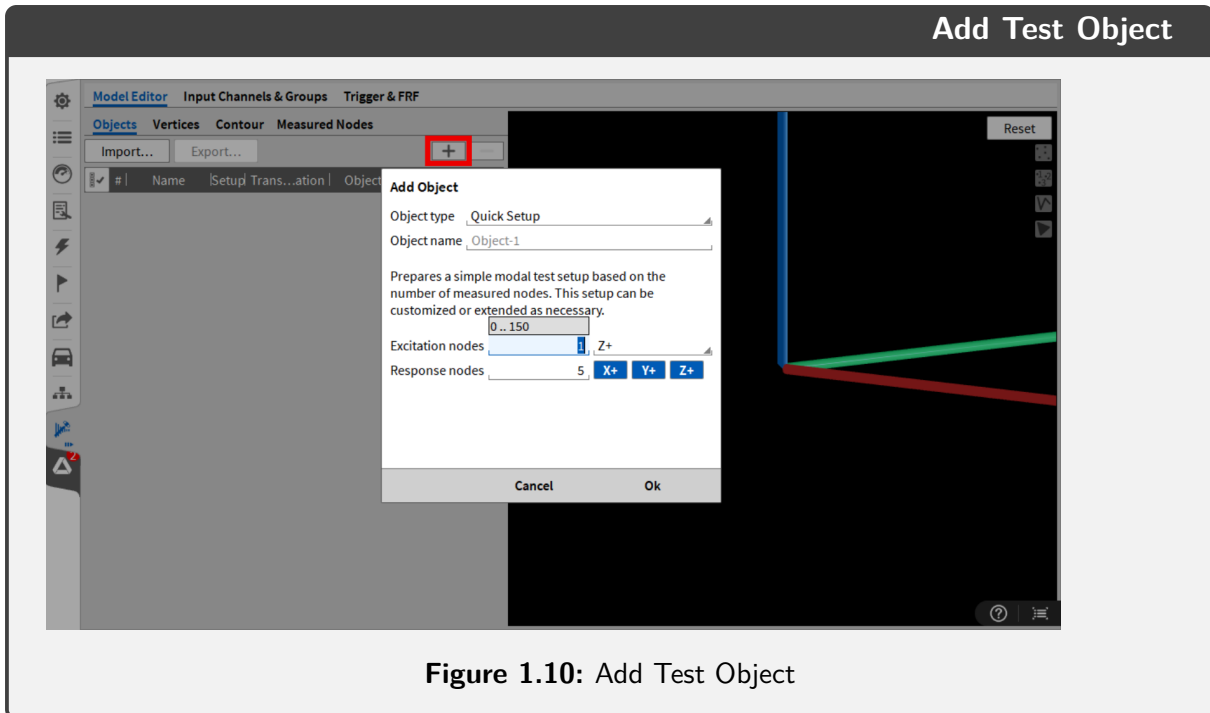 Add Test Object
Model Editor Input Channels & Groups Trigger & FRF
Objects Vertices Contour Measured Nodes
Reset
Import... Export... + −
# Name Setup Trans...ation Object
Add Object
Object type Quick Setup
Object name Object-1
Prepares a simple modal test setup based on the
number of measured nodes. This setup can be
customized or extended as necessary.
0 .. 150
Excitation nodes 1 Z+
Response nodes 5 X+ Y+ Z+
2
Cancel Ok
?
Figure 1.10: Add Test Object